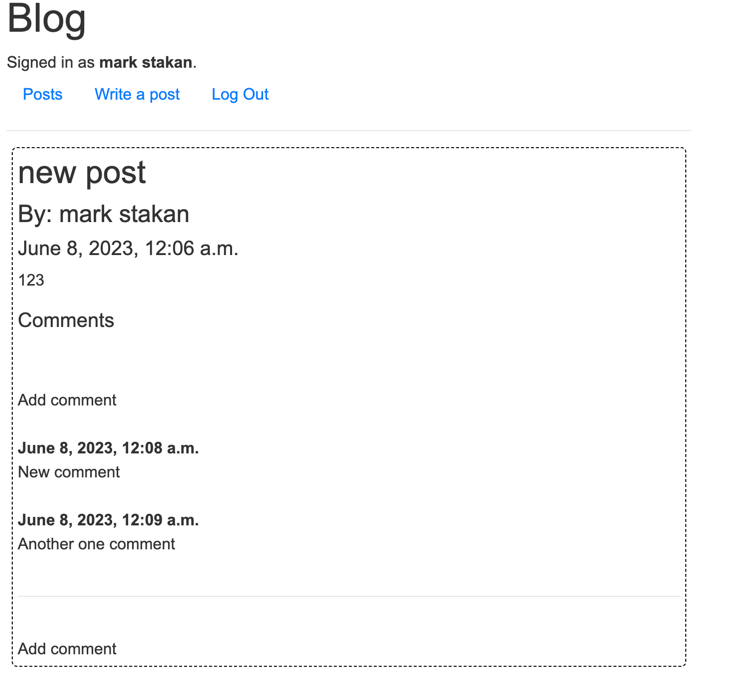 Blog
Signed in as mark stakan.
Posts Write a post Log Out
new post
By: mark stakan
June 8, 2023, 12:06 a.m.
123
Comments
Add comment
June 8, 2023, 12:08 a.m.
New comment
June 8, 2023, 12:09 a.m.
Another one comment
Add comment